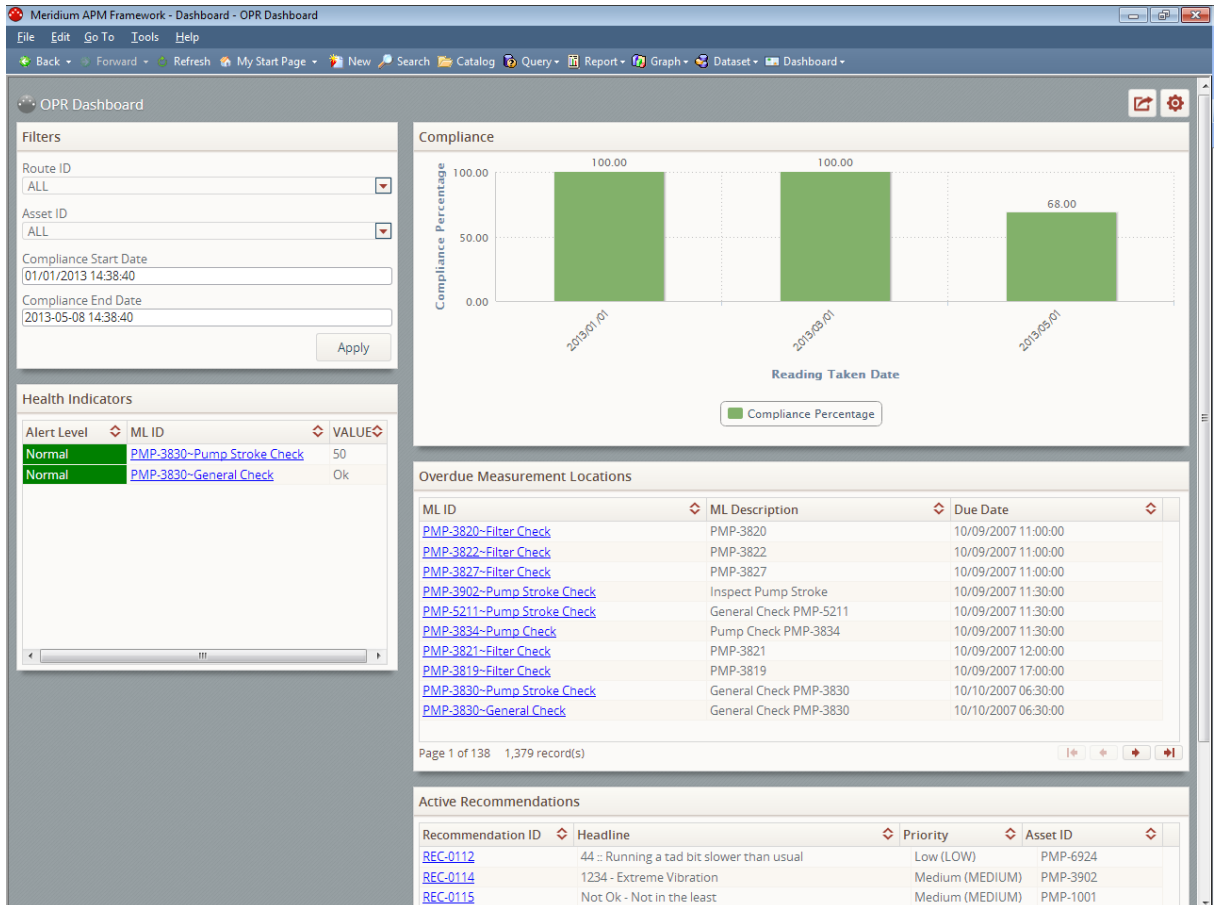 Meridium APM Framework - Dashboard - OPR Dashboard
File Edit Go To Tools Help
Back Forward Refresh My Start Page New Search Catalog Query Report Graph Dataset Dashboard
OPR Dashboard
Filters
Route ID
ALL
Asset ID
ALL
Compliance Start Date
01/01/2013 14:38:40
Compliance End Date
2013-05-08 14:38:40
Apply
Health Indicators
Alert Level ML ID VALUE
Normal PMP-3830~Pump Stroke Check 50
Normal PMP-3830~General Check Ok
Compliance
Compliance Percentage
100.00
50.00
0.00
100.00
100.00
68.00
2013/01/01
2013/03/01
2013/05/01
Reading Taken Date
Compliance Percentage
Overdue Measurement Locations
ML ID ML Description Due Date
PMP-3820~Filter Check PMP-3820 10/09/2007 11:00:00
PMP-3822~Filter Check PMP-3822 10/09/2007 11:00:00
PMP-3827~Filter Check PMP-3827 10/09/2007 11:00:00
PMP-3902~Pump Stroke Check Inspect Pump Stroke 10/09/2007 11:30:00
PMP-5211~Pump Stroke Check General Check PMP-5211 10/09/2007 11:30:00
PMP-3834~Pump Check Pump Check PMP-3834 10/09/2007 11:30:00
PMP-3821~Filter Check PMP-3821 10/09/2007 12:00:00
PMP-3819~Filter Check PMP-3819 10/09/2007 17:00:00
PMP-3830~Pump Stroke Check General Check PMP-3830 10/10/2007 06:30:00
PMP-3830~General Check General Check PMP-3830 10/10/2007 06:30:00
Page 1 of 138 1,379 record(s)
Active Recommendations
Recommendation ID Headline Priority Asset ID
REC-0112 44 :: Running a tad bit slower than usual Low (LOW) PMP-6924
REC-0114 1234 - Extreme Vibration Medium (MEDIUM) PMP-3902
REC-0115 Not Ok - Not in the least Medium (MEDIUM) PMP-1001